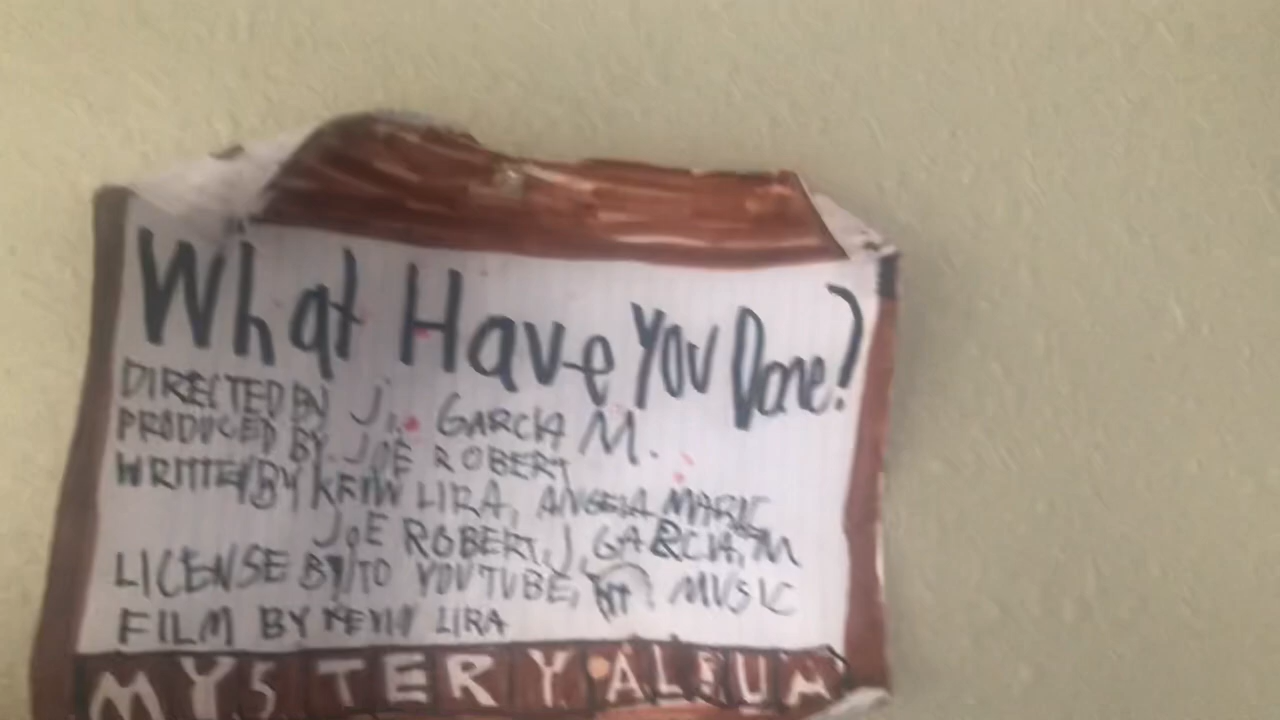 What Have You Done?
DIRECTED BY J. GARCIA M.
PRODUCED BY JOE ROBERT
WRITTEN BY KEVIN LIRA, ANGELA MARIE
JOE ROBERT, J. GARCIA, M
LICENSE BY/TO YOUTUBE, MUSIC
FILM BY KEVIN LIRA
MYSTERY ALBUM